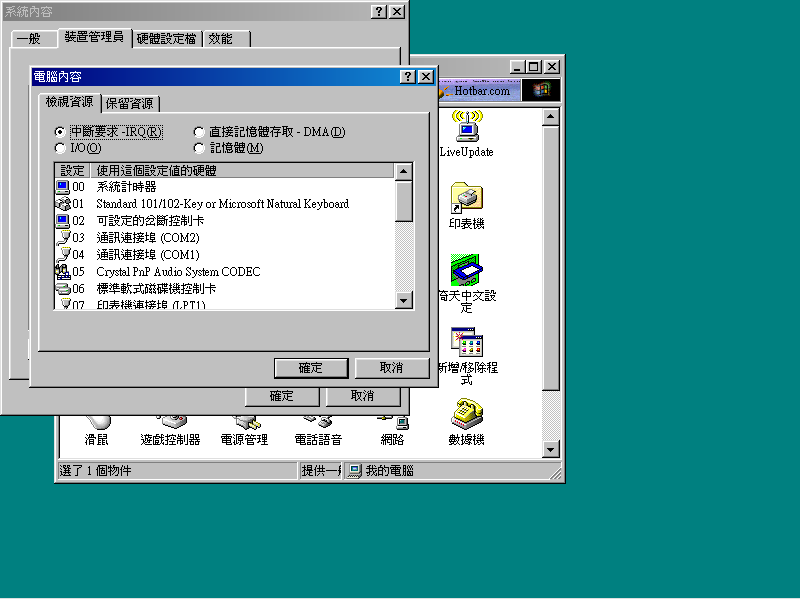 系統內容
一般
裝置管理員
硬體設定檔
效能
電腦內容
檢視資源
保留資源
中斷要求 -IRQ(R)
直接記憶體存取 - DMA(D)
I/O(O)
記憶體(M)
設定
使用這個設定值的硬體
00 系統計時器
01 Standard 101/102-Key or Microsoft Natural Keyboard
02 可設定的岔斷控制卡
03 通訊連接埠 (COM2)
04 通訊連接埠 (COM1)
05 Crystal PnP Audio System CODEC
06 標準軟式磁碟機控制卡
07 印表機連接埠 (LPT1)
確定
取消
確定
取消
Hotbar.com
LiveUpdate
印表機
倚天中文設
定
新增/移除程
式
滑鼠
遊戲控制器
電源管理
電話語音
網路
數據機
選了 1 個物件
提供一
我的電腦